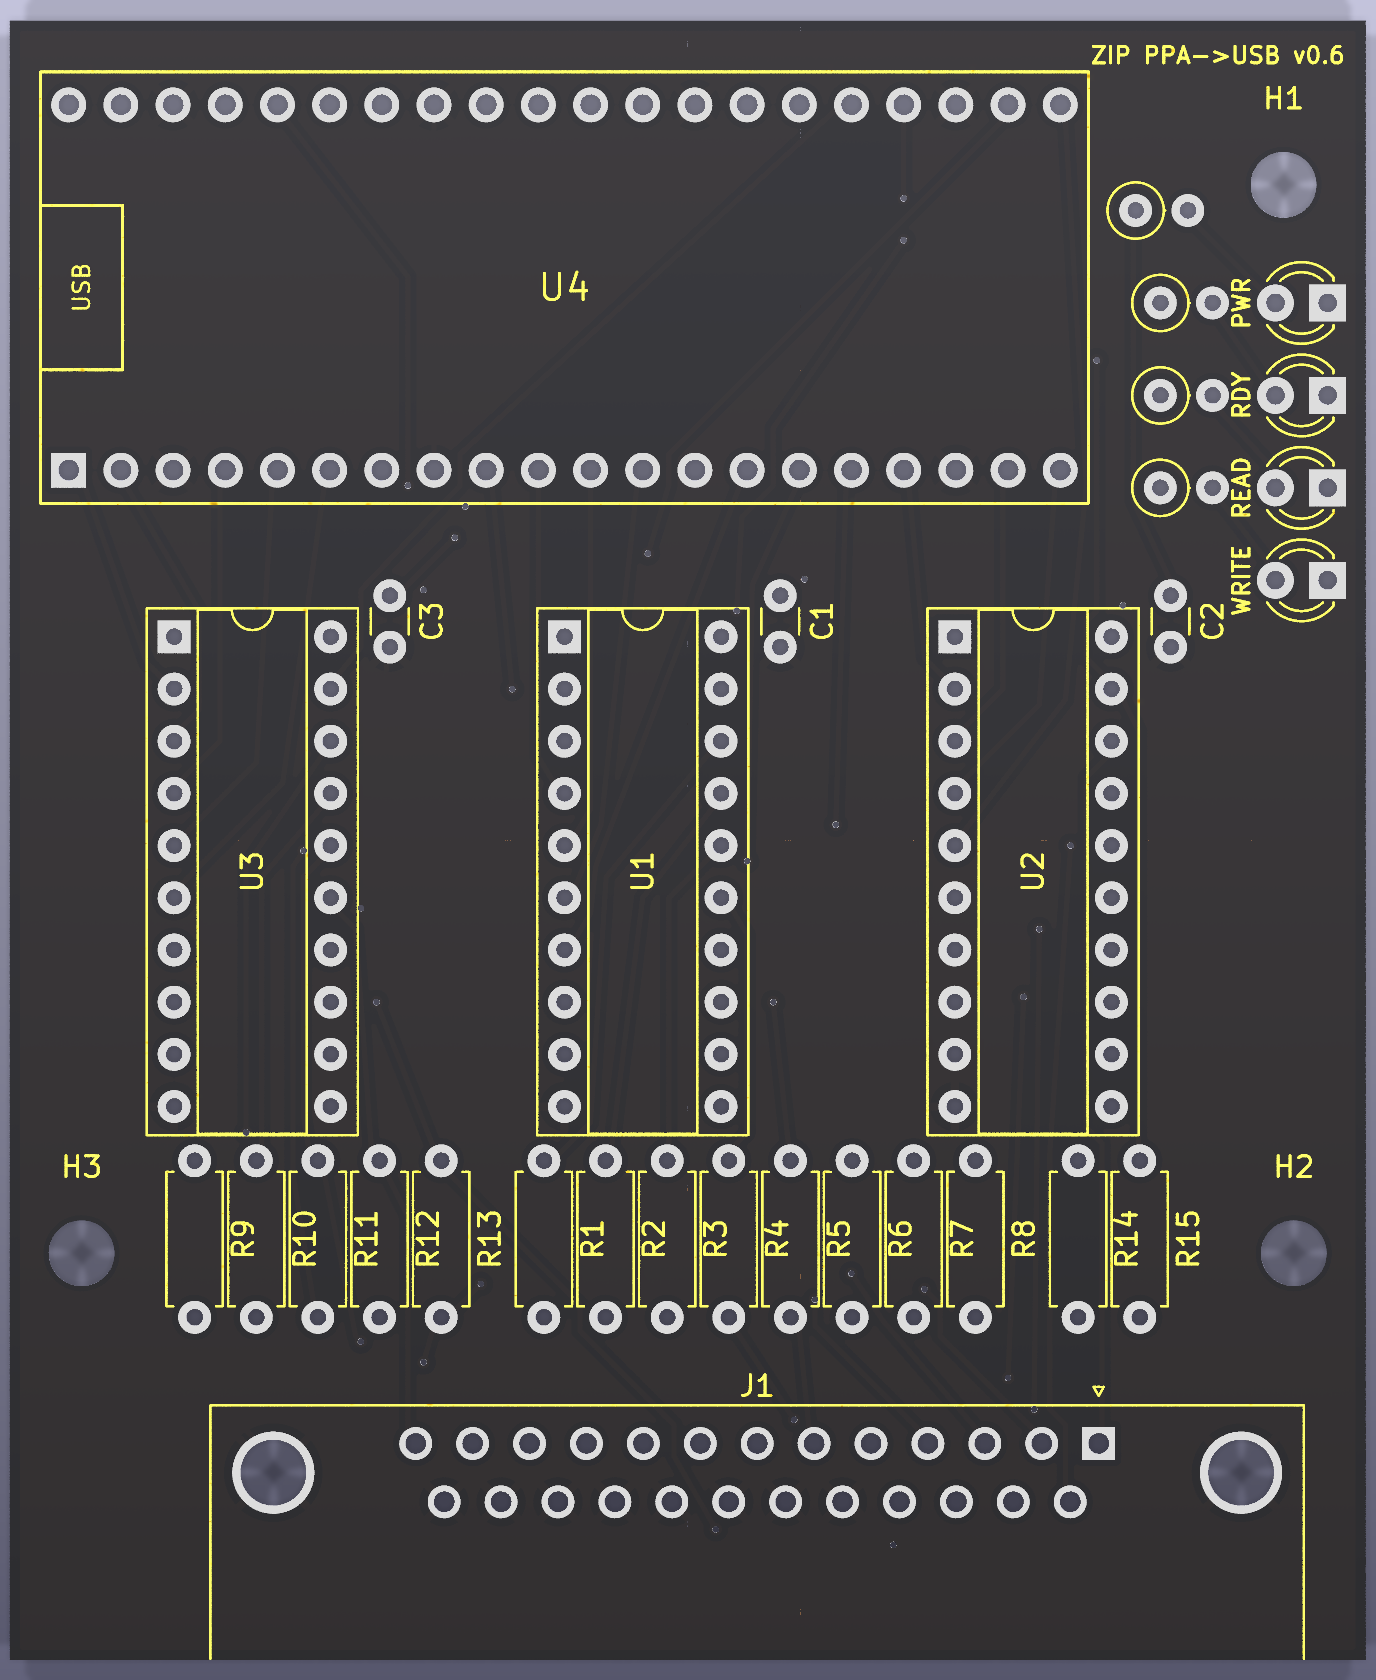 ZIP PPA->USB v0.6
H1
USB
U4
PWR
RDY
READ
WRITE
C3
C1
C2
U3
U1
U2
H3
H2
R9
R10
R11
R12
R13
R1
R2
R3
R4
R5
R6
R7
R8
R14
R15
J1